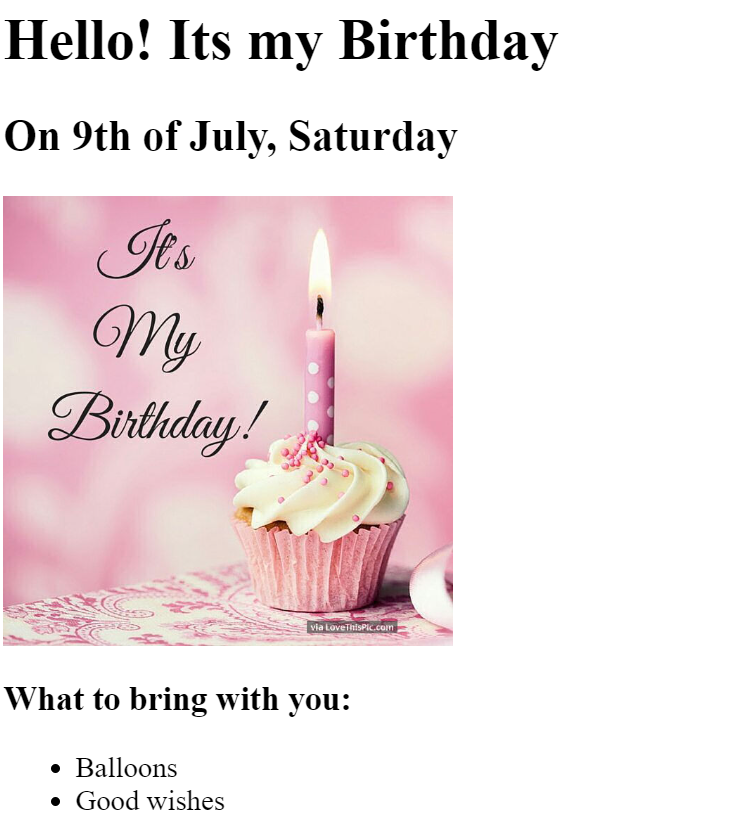 Hello! Its my Birthday
On 9th of July, Saturday
It's
My
Birthday!
via LoveThisPic.com
What to bring with you:
• Balloons
• Good wishes